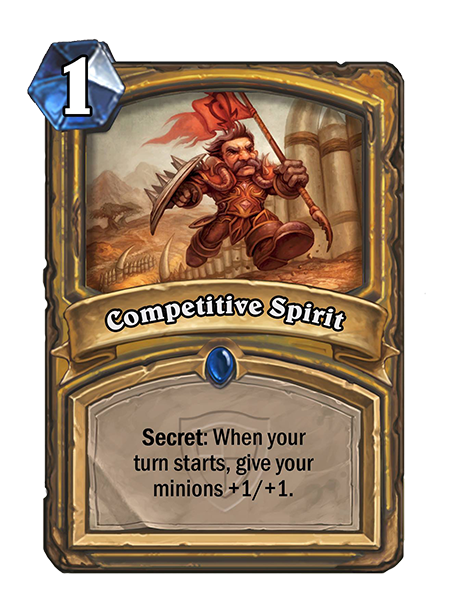 1
Competitive Spirit
Secret: When your
turn starts, give your
minions +1/+1.